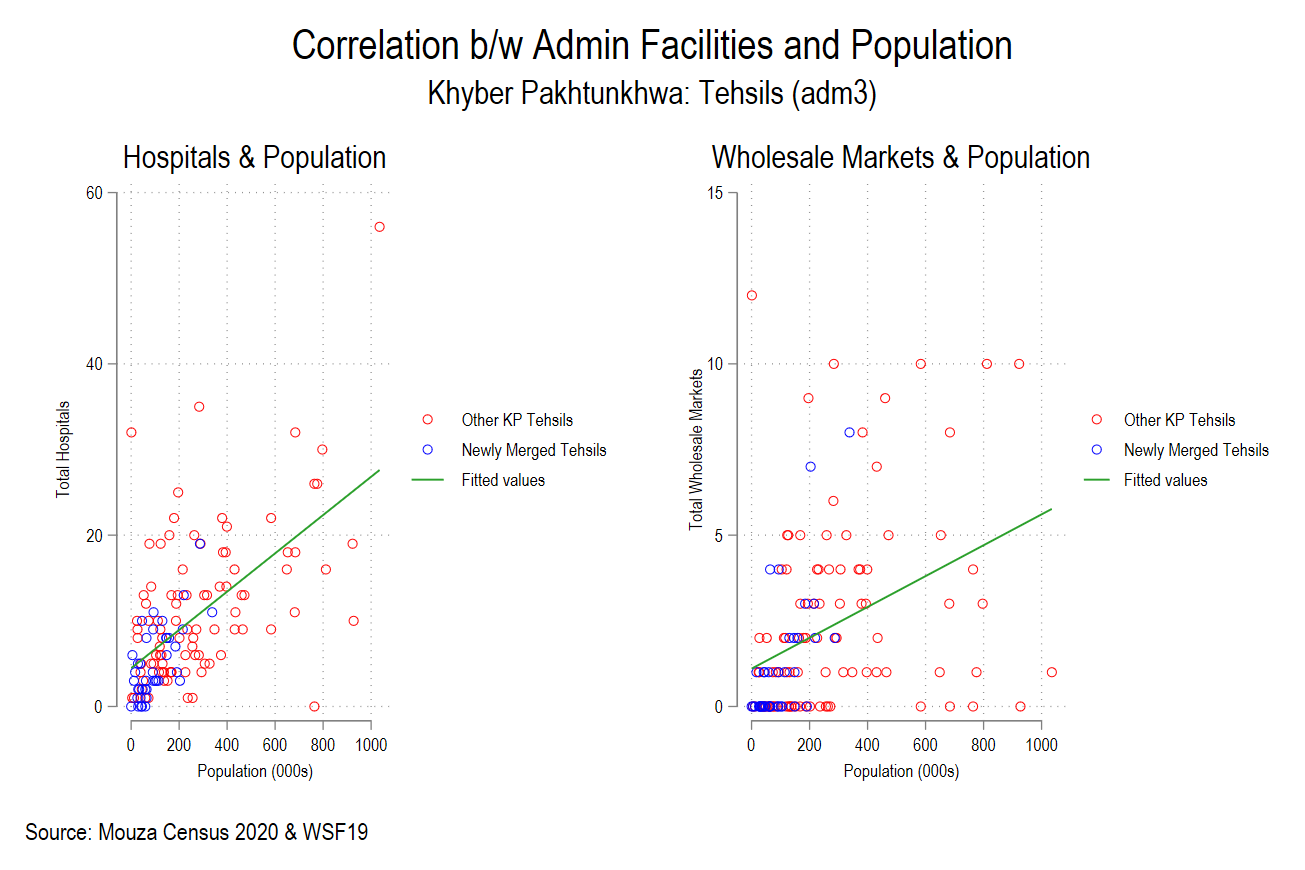 Correlation b/w Admin Facilities and Population
Khyber Pakhtunkhwa: Tehsils (adm3)
Hospitals & Population
60
40
20
0
Total Hospitals
0 200 400 600 800 1000
Population (000s)
Other KP Tehsils
Newly Merged Tehsils
Fitted values
Wholesale Markets & Population
15
10
5
0
Total Wholesale Markets
0 200 400 600 800 1000
Population (000s)
Other KP Tehsils
Newly Merged Tehsils
Fitted values
Source: Mouza Census 2020 & WSF19